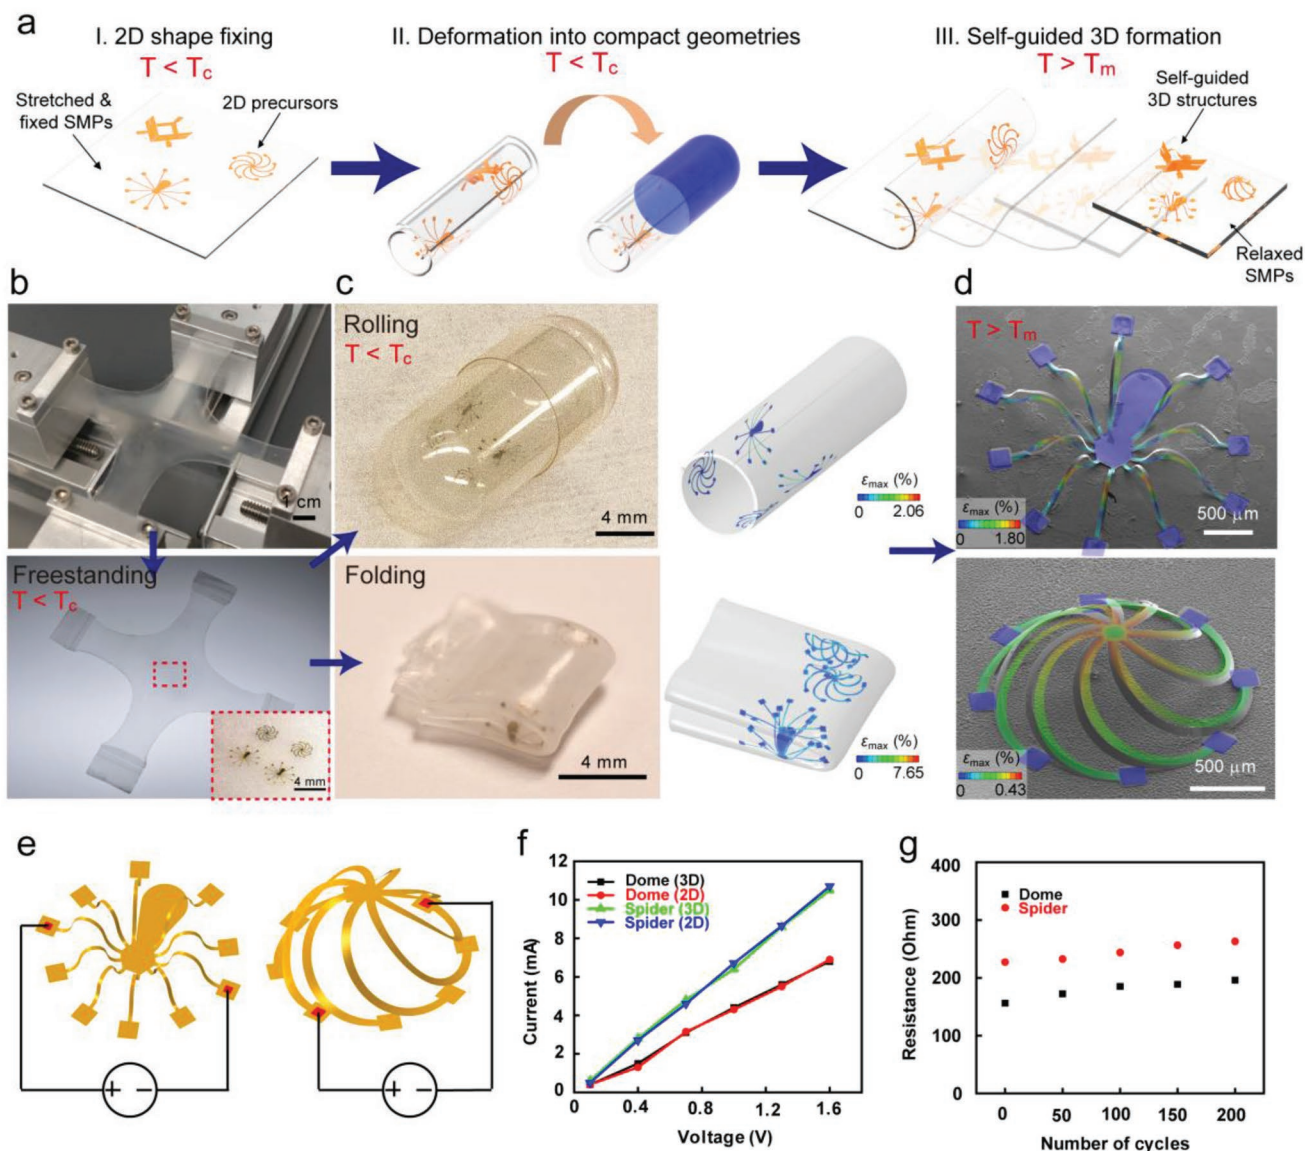 a
I. 2D shape fixing
T < Tc
II. Deformation into compact geometries
T < Tc
III. Self-guided 3D formation
T > Tm
Stretched &
fixed SMPs
2D precursors
Self-guided
3D structures
Relaxed
SMPs
b
1 cm
Freestanding
T < Tc
4 mm
c
Rolling
T < Tc
4 mm
εmax (%)
0 2.06
Folding
4 mm
εmax (%)
0 7.65
d
T > Tm
εmax (%)
0 1.80
500 μm
εmax (%)
0 0.43
500 μm
e
+ −
+ −
f
12
10
8
6
4
2
0
Current (mA)
Dome (3D)
Dome (2D)
Spider (3D)
Spider (2D)
0 0.4 0.8 1.2 1.6
Voltage (V)
g
400
300
200
100
0
Resistance (Ohm)
Dome
Spider
0 50 100 150 200
Number of cycles